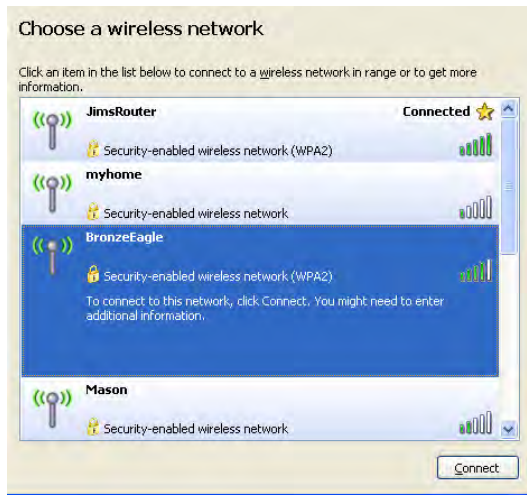 Choose a wireless network
Click an item in the list below to connect to a wireless network in range or to get more
information.
JimsRouter Connected
Security-enabled wireless network (WPA2)
myhome
Security-enabled wireless network
BronzeEagle
Security-enabled wireless network (WPA2)
To connect to this network, click Connect. You might need to enter
additional information.
Mason
Security-enabled wireless network
Connect